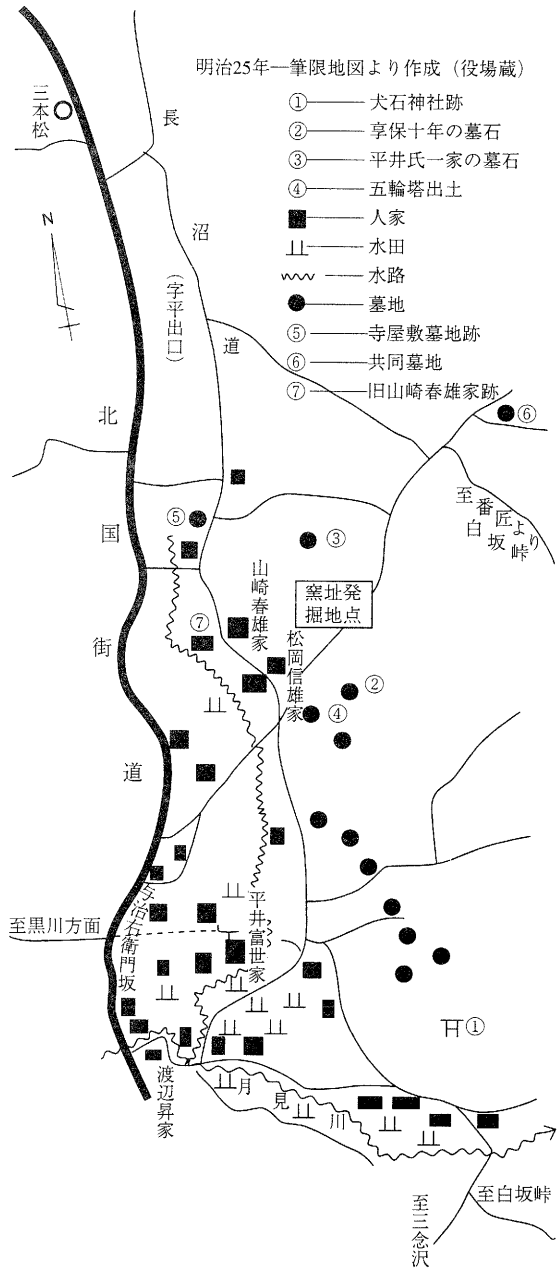 明治25年一筆限地図より作成（役場蔵）
①――犬石神社跡
②――享保十年の墓石
③――平井氏一家の墓石
④――五輪塔出土
■――人家
――水田
――水路
●――墓地
⑤――寺屋敷墓地跡
⑥――共同墓地
⑦――旧山崎春雄家跡
三本松
N
長沼道
（字平出口）
北国街道
⑥
至番匠より
白坂峠
⑤
③
窯址発
掘地点
山崎春雄家
⑦
松岡信雄家
②
④
与治右衛門坂
至黒川方面
平井富世家
①
渡辺昇家
月見川
至三念沢
至白坂峠